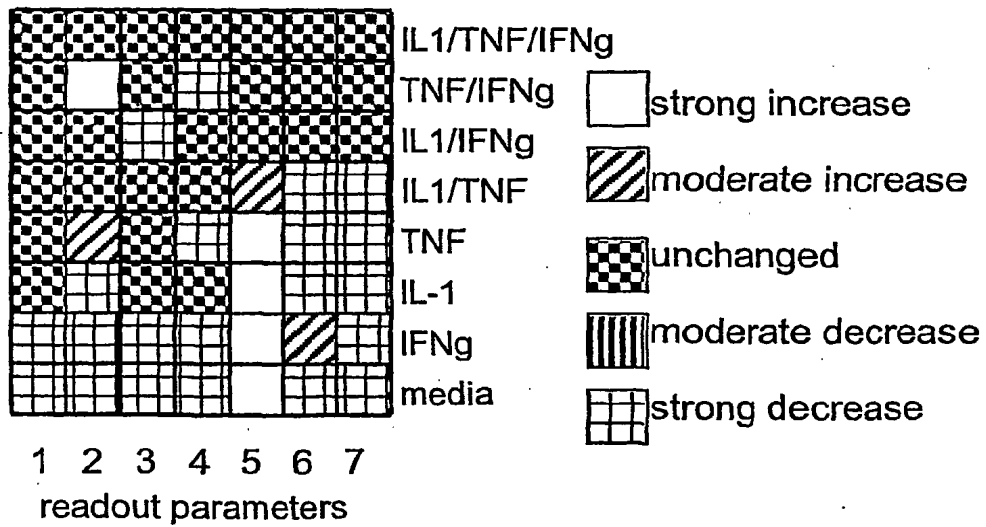 IL1/TNF/IFNg
TNF/IFNg
IL1/IFNg
IL1/TNF
TNF
IL-1
IFNg
media
strong increase
moderate increase
unchanged
moderate decrease
strong decrease
1 2 3 4 5 6 7
readout parameters